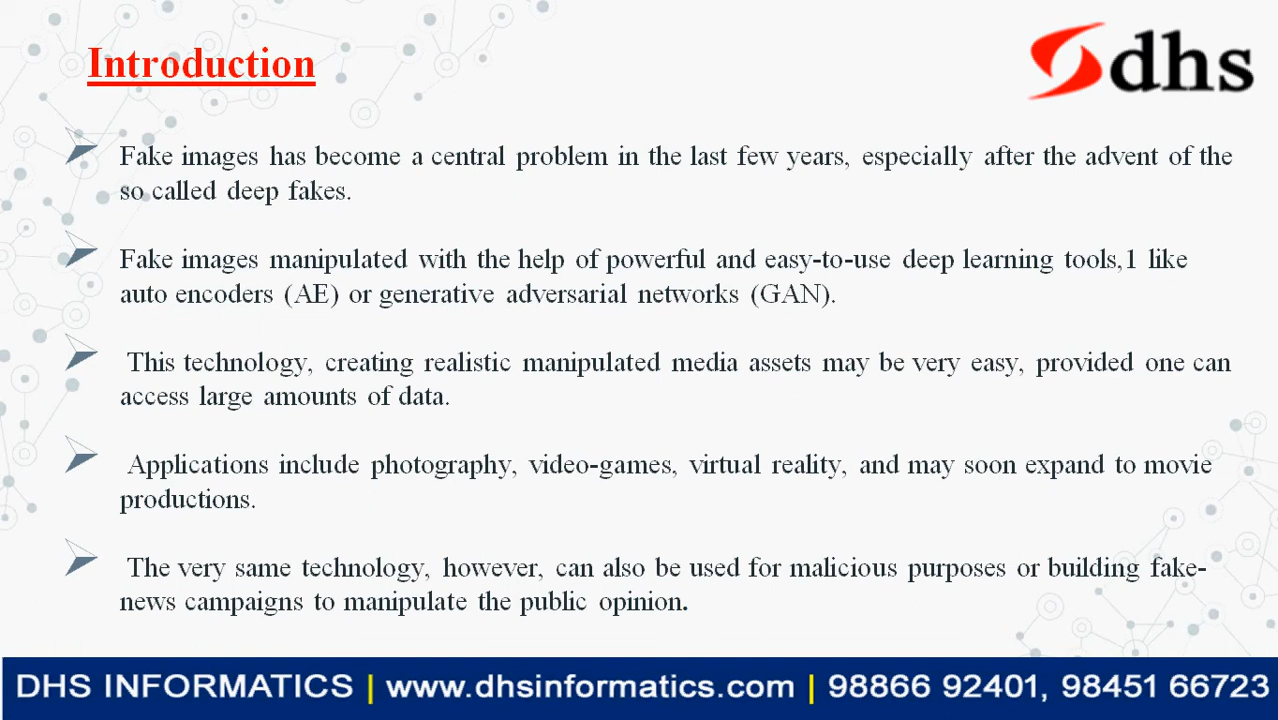 Introduction
dhs
Fake images has become a central problem in the last few years, especially after the advent of the
so called deep fakes.
Fake images manipulated with the help of powerful and easy-to-use deep learning tools,1 like
auto encoders (AE) or generative adversarial networks (GAN).
This technology, creating realistic manipulated media assets may be very easy, provided one can
access large amounts of data.
Applications include photography, video-games, virtual reality, and may soon expand to movie
productions.
The very same technology, however, can also be used for malicious purposes or building fake-
news campaigns to manipulate the public opinion.
DHS INFORMATICS | www.dhsinformatics.com | 98866 92401, 98451 66723